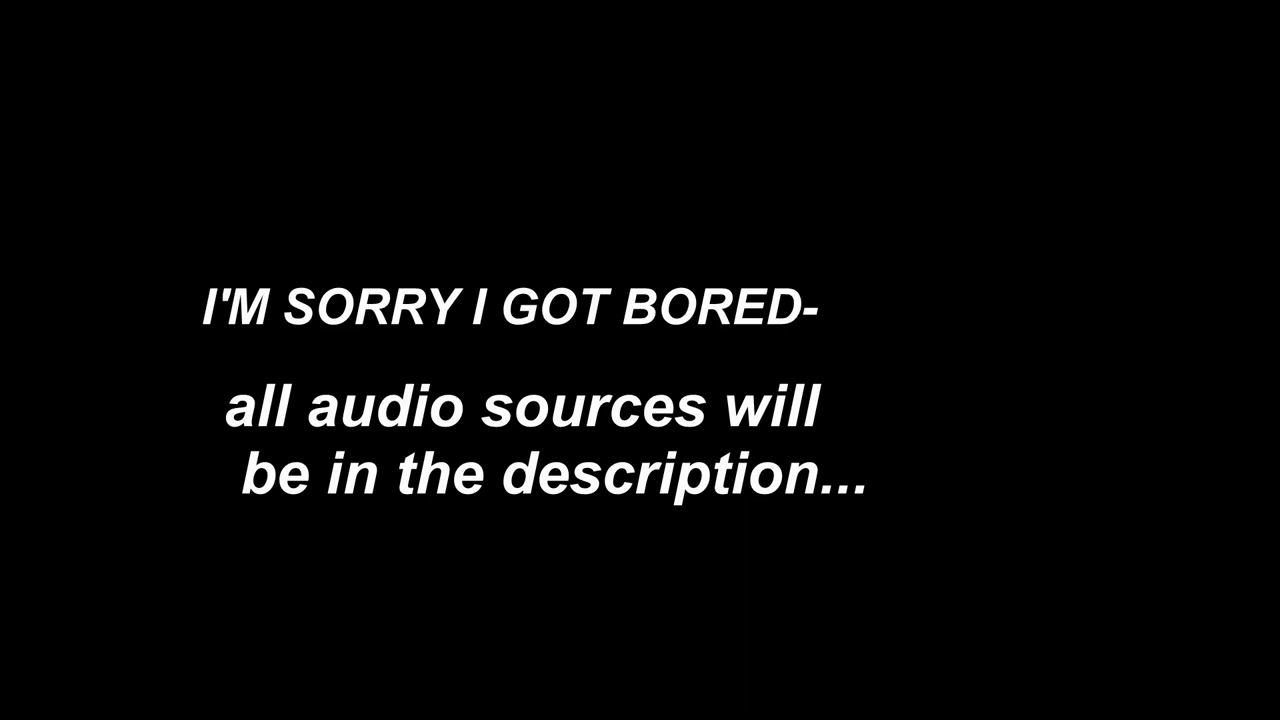 I'M SORRY I GOT BORED-
all audio sources will
be in the description...